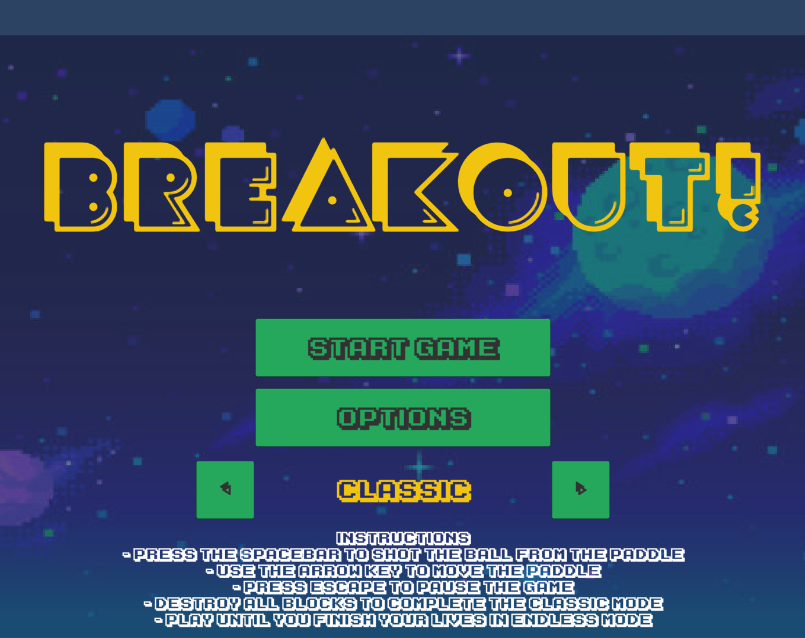 BREAKOUT!
START GAME
OPTIONS
CLASSIC
INSTRUCTIONS
- PRESS THE SPACEBAR TO SHOT THE BALL FROM THE PADDLE
- USE THE ARROW KEY TO MOVE THE PADDLE
- PRESS ESCAPE TO PAUSE THE GAME
- DESTROY ALL BLOCKS TO COMPLETE THE CLASSIC MODE
- PLAY UNTIL YOU FINISH YOUR LIVES IN ENDLESS MODE